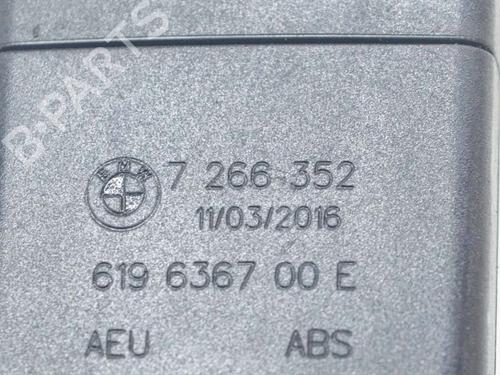 B-PARTS
BMW 7 266 352
11/03/2016
619 6367 00 E
AEU ABS